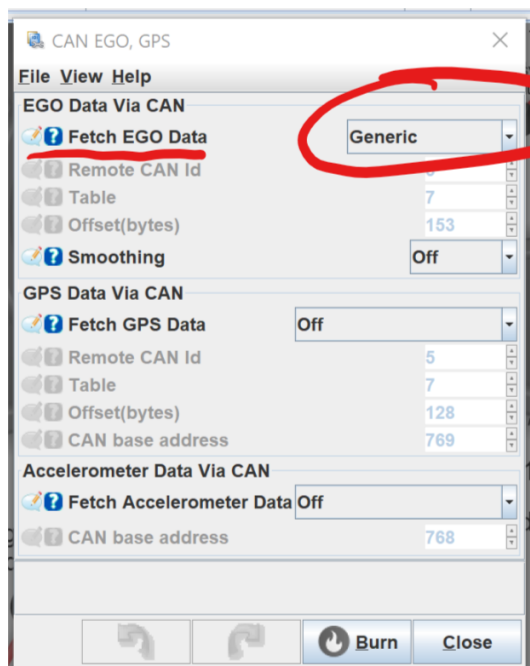 CAN EGO, GPS
File View Help
EGO Data Via CAN
Fetch EGO Data Generic
Remote CAN Id
Table 7
Offset(bytes) 153
Smoothing Off
GPS Data Via CAN
Fetch GPS Data Off
Remote CAN Id 5
Table 7
Offset(bytes) 128
CAN base address 769
Accelerometer Data Via CAN
Fetch Accelerometer Data Off
CAN base address 768
Burn Close